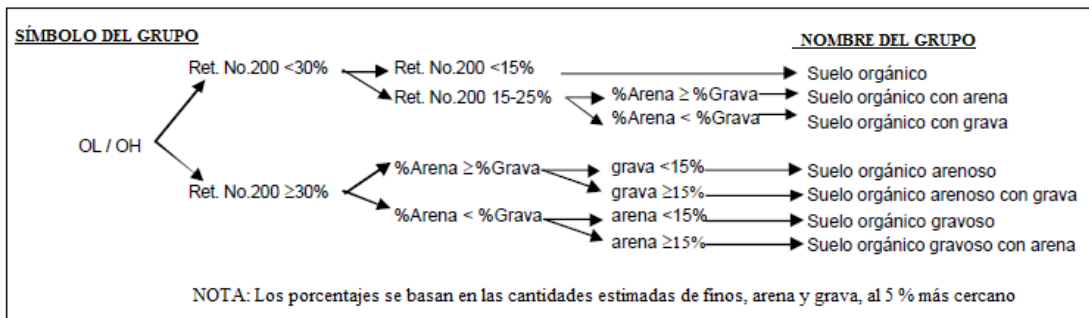 SÍMBOLO DEL GRUPO
NOMBRE DEL GRUPO
Ret. No.200 <30%
Ret. No.200 <15%
Suelo orgánico
Ret. No.200 15-25%
%Arena ≥ %Grava
Suelo orgánico con arena
%Arena < %Grava
Suelo orgánico con grava
OL / OH
Ret. No.200 ≥30%
%Arena ≥%Grava
grava <15%
Suelo orgánico arenoso
grava ≥15%
Suelo orgánico arenoso con grava
%Arena < %Grava
arena <15%
Suelo orgánico gravoso
arena ≥15%
Suelo orgánico gravoso con arena
NOTA: Los porcentajes se basan en las cantidades estimadas de finos, arena y grava, al 5 % más cercano